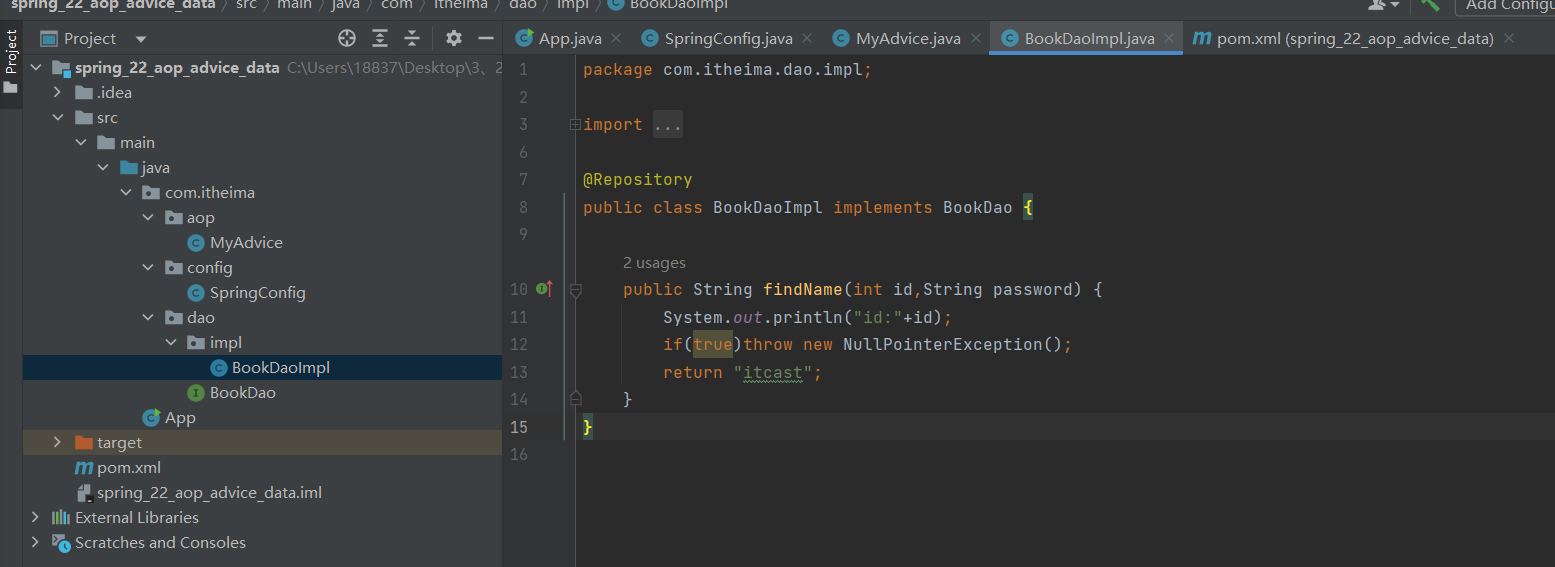 spring_22_aop_advice_data src main java com itheima dao impl BookDaoImpl
Add Configu
Project
Project
App.java SpringConfig.java MyAdvice.java BookDaoImpl.java pom.xml (spring_22_aop_advice_data)
spring_22_aop_advice_data C:\Users\18837\Desktop\3、2
.idea
src
main
java
com.itheima
aop
MyAdvice
config
SpringConfig
dao
impl
BookDaoImpl
BookDao
App
target
pom.xml
spring_22_aop_advice_data.iml
External Libraries
Scratches and Consoles
1 package com.itheima.dao.impl;
2
3 import ...
6
7 @Repository
8 public class BookDaoImpl implements BookDao {
9
2 usages
10 public String findName(int id,String password) {
11 System.out.println("id:"+id);
12 if(true)throw new NullPointerException();
13 return "itcast";
14 }
15 }
16